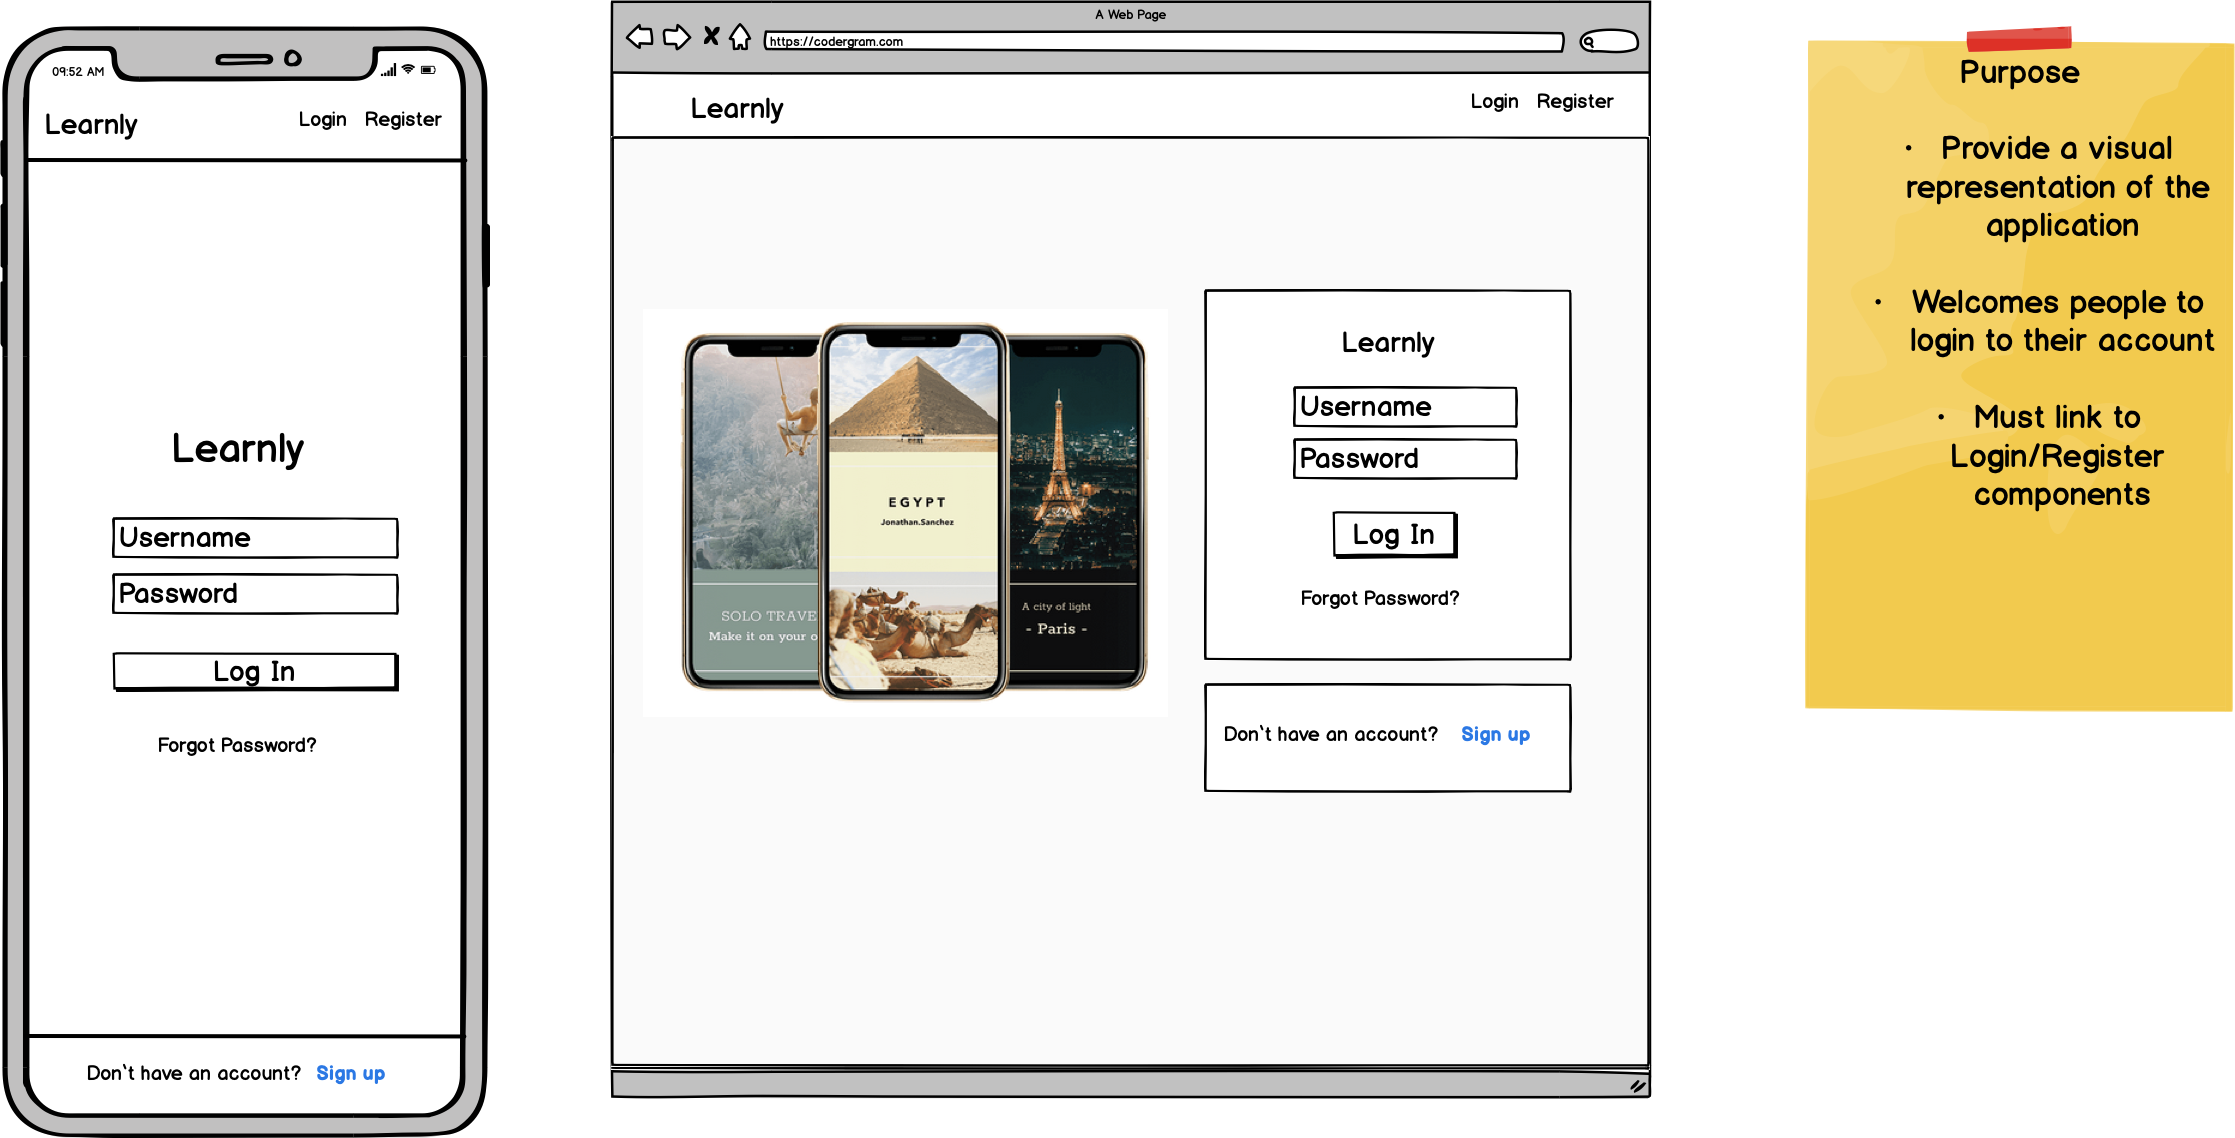 09:52 AM
Learnly
Login Register
Learnly
Username
Password
Log In
Forgot Password?
Don't have an account? Sign up
A Web Page
https://codergram.com
Learnly
Login Register
SOLO TRAVE
Make it on your o
EGYPT
Jonathan.Sanchez
A city of light
- Paris -
Learnly
Username
Password
Log In
Forgot Password?
Don't have an account? Sign up
Purpose
• Provide a visual
representation of the
application
• Welcomes people to
login to their account
• Must link to
Login/Register
components